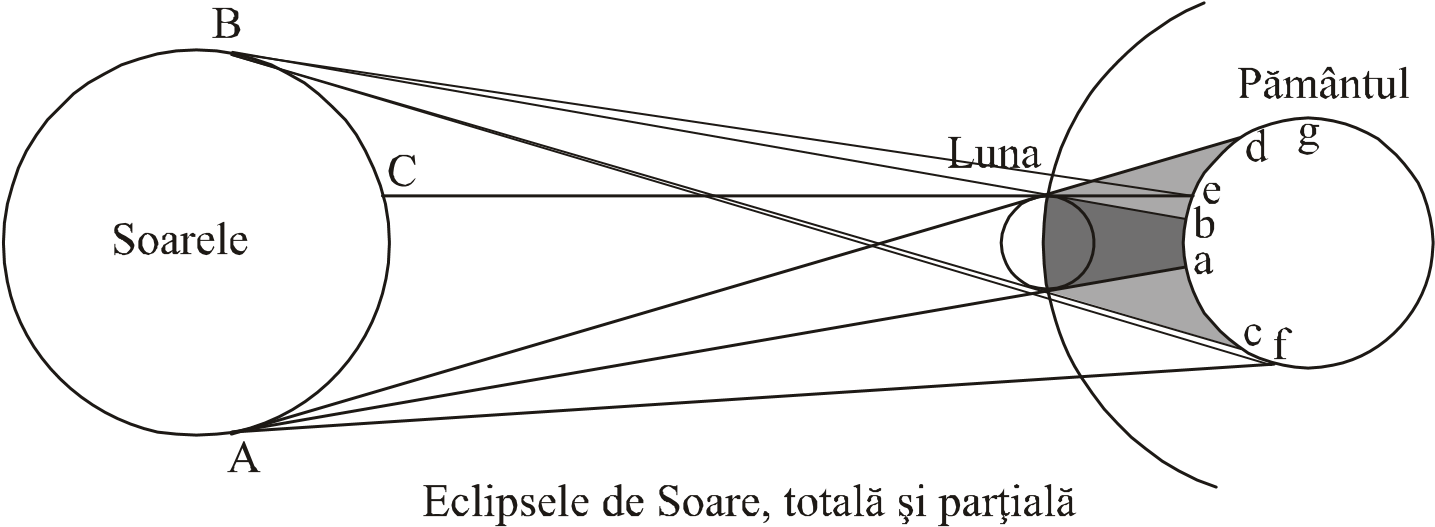 B
Pământul
g
Luna
d
C
e
b
Soarele
a
c
f
A
Eclipsele de Soare, totală şi parţială